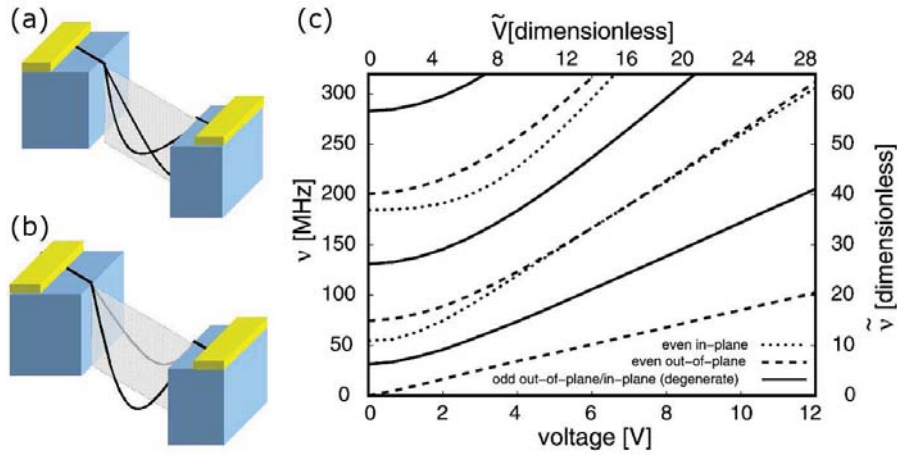 (a)
(b)
(c)
Ṽ[dimensionless]
0 4 8 12 16 20 24 28
300
250
200
150
100
50
0
ν [MHz]
60
50
40
30
20
10
0
ν̃ [dimensionless]
even in-plane
even out-of-plane
odd out-of-plane/in-plane (degenerate)
0 2 4 6 8 10 12
voltage [V]